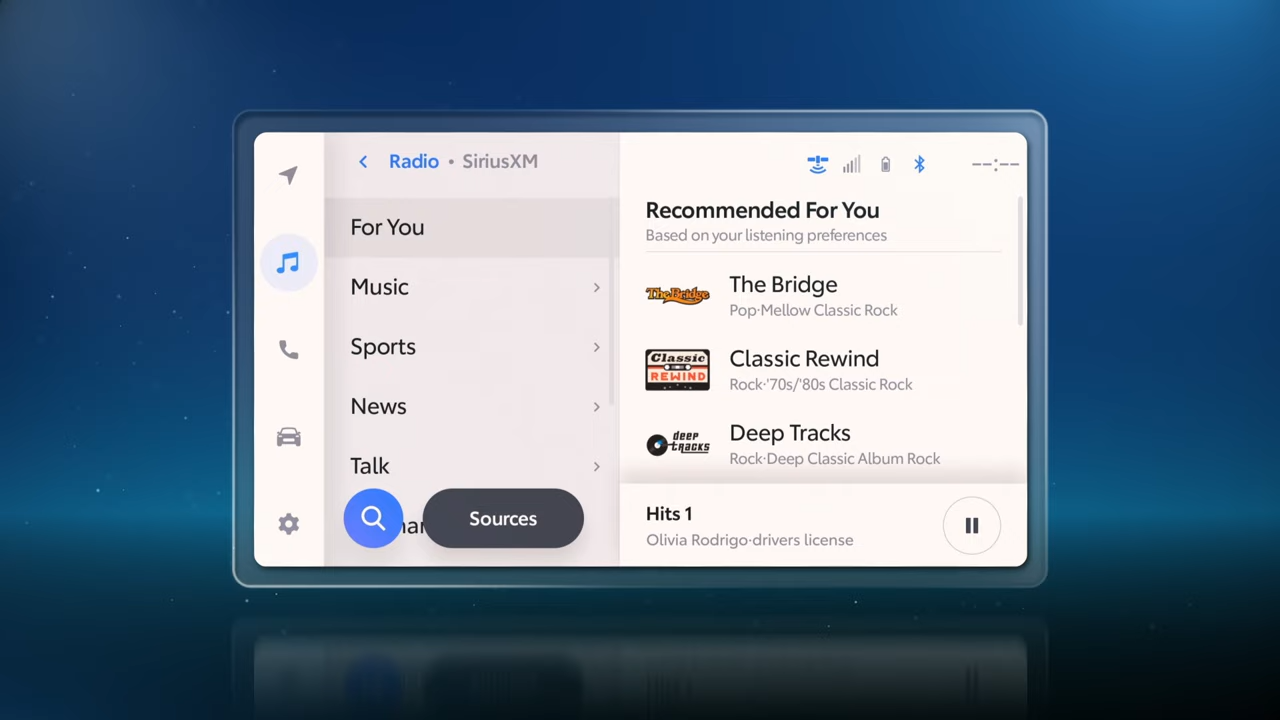 Radio • SiriusXM
For You
Music
Sports
News
Talk
Sources
--:--
Recommended For You
Based on your listening preferences
The Bridge
The Bridge
Pop·Mellow Classic Rock
Classic
REWIND
Classic Rewind
Rock·'70s/'80s Classic Rock
deep
tracks
Deep Tracks
Rock·Deep Classic Album Rock
Hits 1
Olivia Rodrigo·drivers license